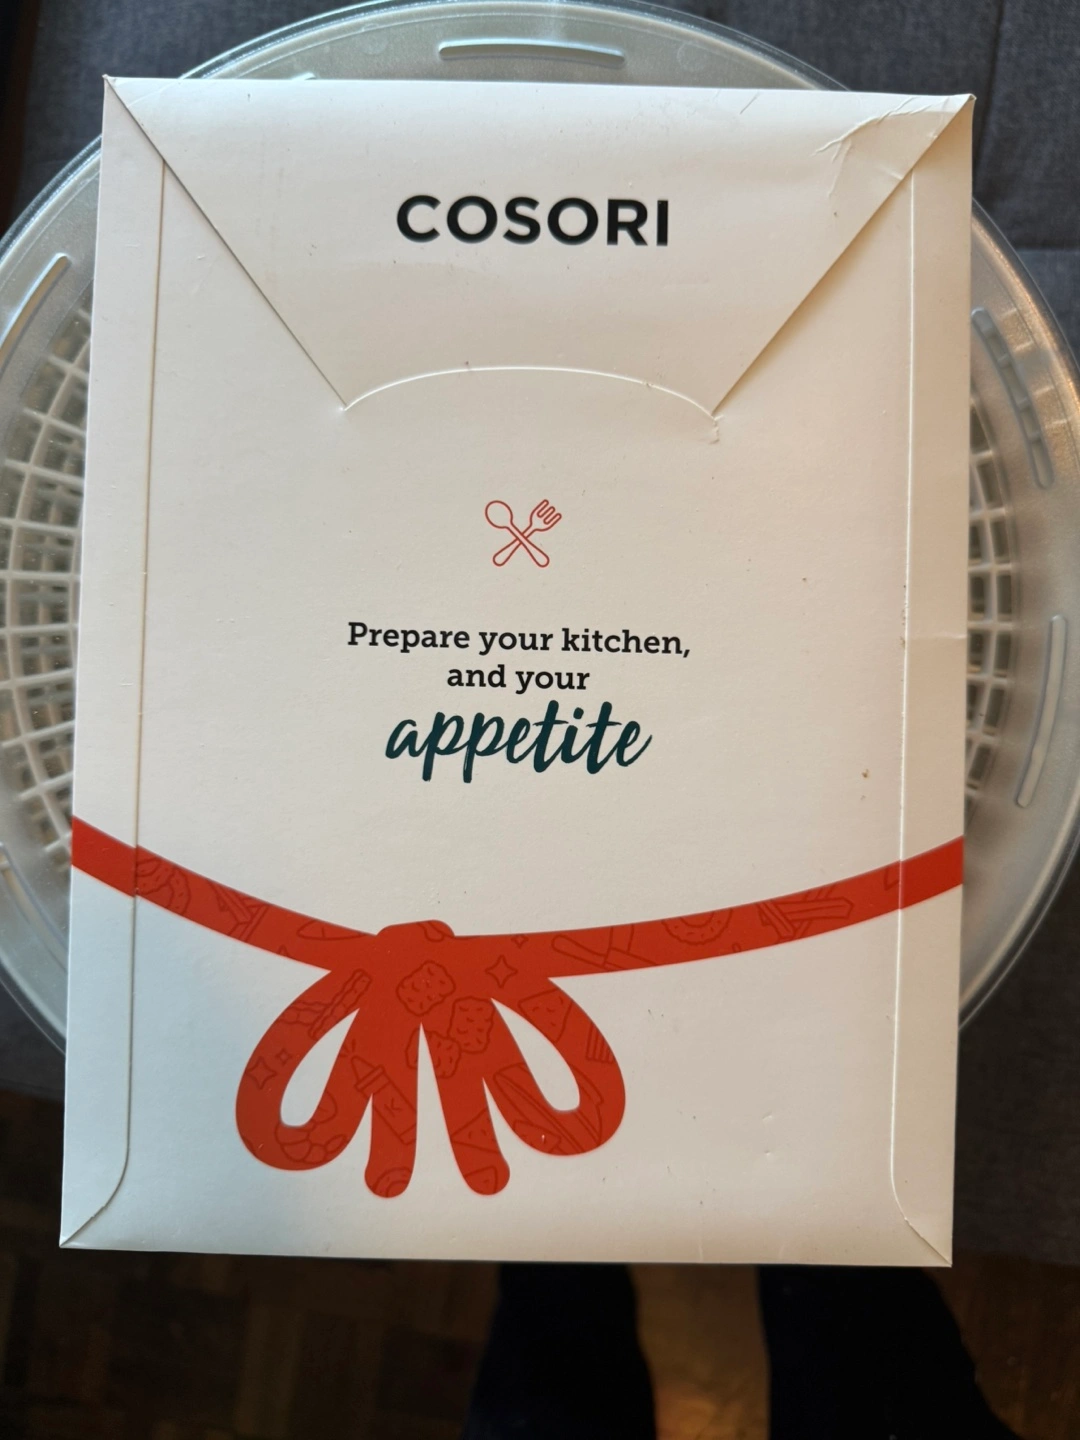 COSORI
Prepare your kitchen,
and your
appetite
K